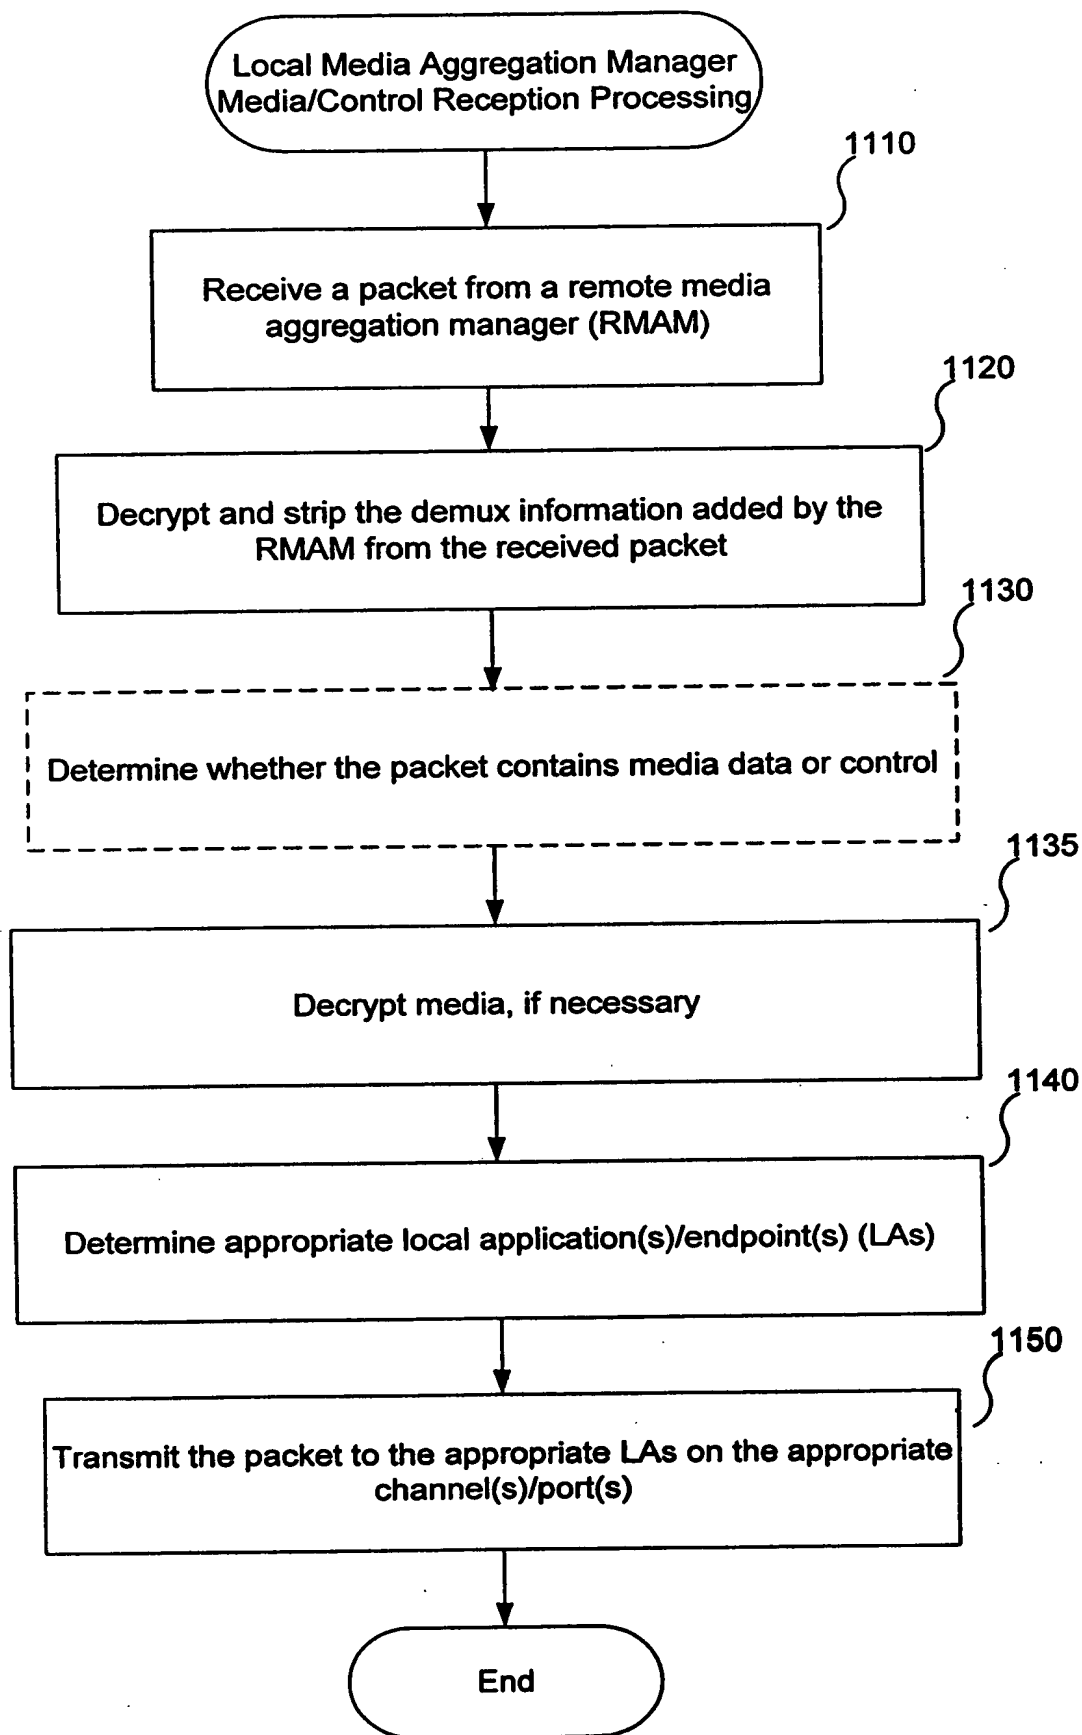 Local Media Aggregation Manager
Media/Control Reception Processing
1110
Receive a packet from a remote media
aggregation manager (RMAM)
1120
Decrypt and strip the demux information added by the
RMAM from the received packet
1130
Determine whether the packet contains media data or control
1135
Decrypt media, if necessary
1140
Determine appropriate local application(s)/endpoint(s) (LAs)
1150
Transmit the packet to the appropriate LAs on the appropriate
channel(s)/port(s)
End